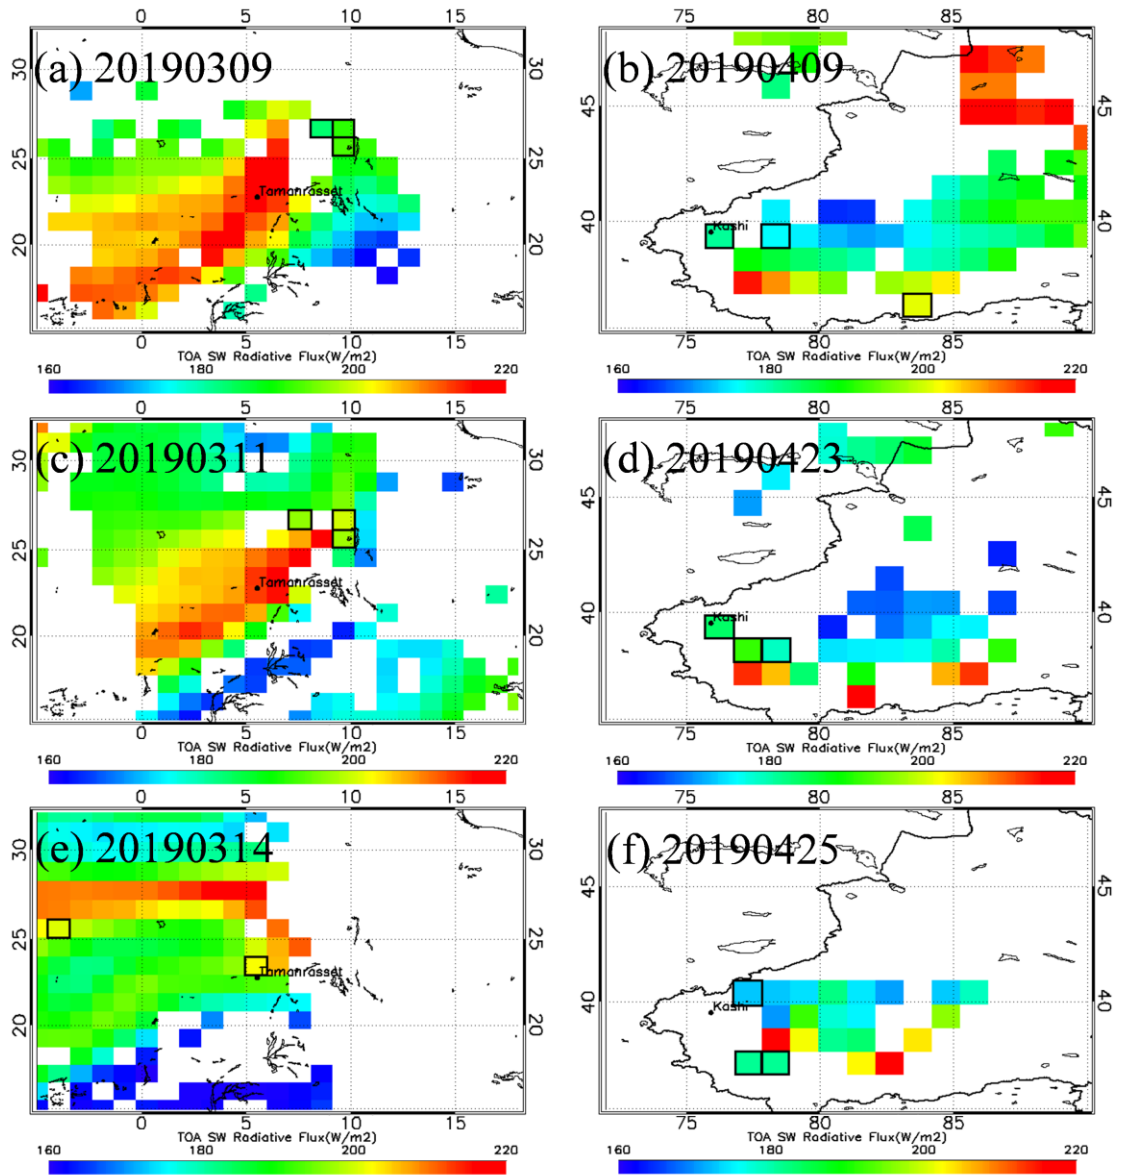 0 5 10 15
75 80 85
(a) 20190309
(b) 20190409
30 25 20
30 25 20
45 40
45 40
Tamanrasset
Kashi
0 5 10 15
75 80 85
TOA SW Radiative Flux(W/m2)
TOA SW Radiative Flux(W/m2)
160 180 200 220
160 180 200 220
0 5 10 15
75 80 85
(c) 20190311
(d) 20190423
30 25 20
30 25 20
45 40
45 40
Tamanrasset
Kashi
0 5 10 15
75 80 85
TOA SW Radiative Flux(W/m2)
TOA SW Radiative Flux(W/m2)
160 180 200 220
160 180 200 220
0 5 10 15
75 80 85
(e) 20190314
(f) 20190425
30 25 20
30 25 20
45 40
45 40
Tamanrasset
Kashi
0 5 10 15
75 80 85
TOA SW Radiative Flux(W/m2)
TOA SW Radiative Flux(W/m2)
160 180 200 220
160 180 200 220